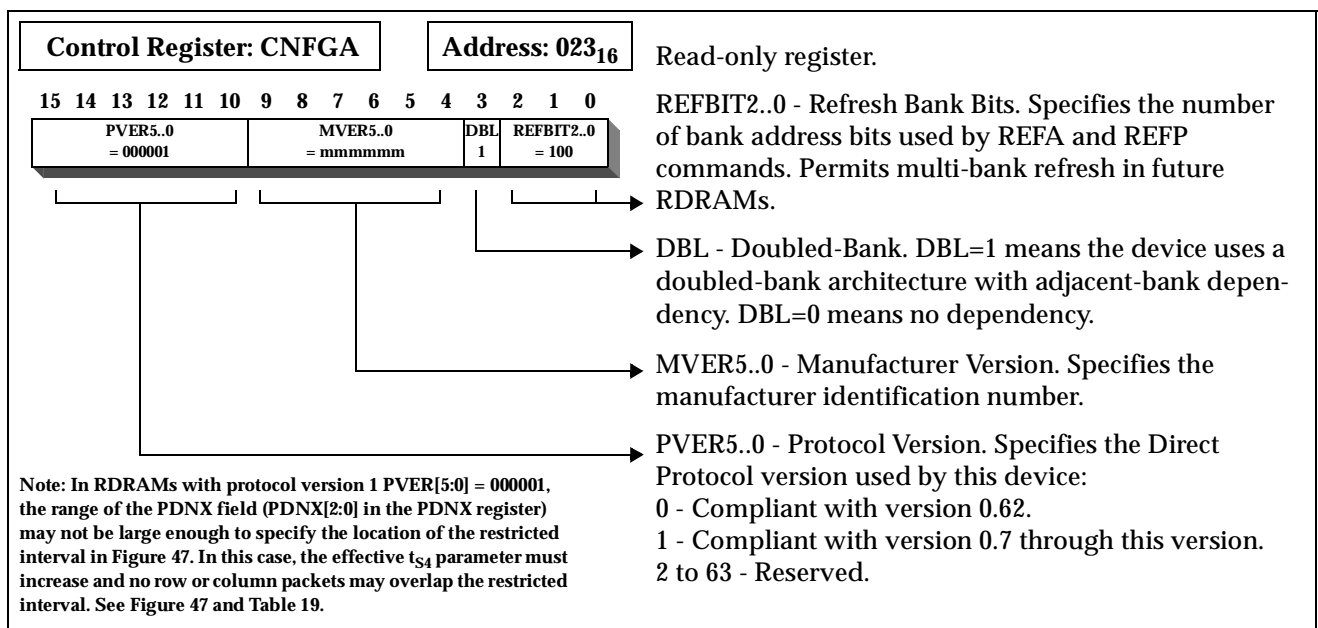 Control Register: CNFGA
Address: 023₁₆
15 14 13 12 11 10 9 8 7 6 5 4 3 2 1 0
PVER5..0
= 000001
MVER5..0
= mmmmmm
DBL
1
REFBIT2..0
= 100
Read-only register.
REFBIT2..0 - Refresh Bank Bits. Specifies the number
of bank address bits used by REFA and REFP
commands. Permits multi-bank refresh in future
RDRAMs.
DBL - Doubled-Bank. DBL=1 means the device uses a
doubled-bank architecture with adjacent-bank depen-
dency. DBL=0 means no dependency.
MVER5..0 - Manufacturer Version. Specifies the
manufacturer identification number.
PVER5..0 - Protocol Version. Specifies the Direct
Protocol version used by this device:
0 - Compliant with version 0.62.
1 - Compliant with version 0.7 through this version.
2 to 63 - Reserved.
Note: In RDRAMs with protocol version 1 PVER[5:0] = 000001,
the range of the PDNX field (PDNX[2:0] in the PDNX register)
may not be large enough to specify the location of the restricted
interval in Figure 47. In this case, the effective tS4 parameter must
increase and no row or column packets may overlap the restricted
interval. See Figure 47 and Table 19.